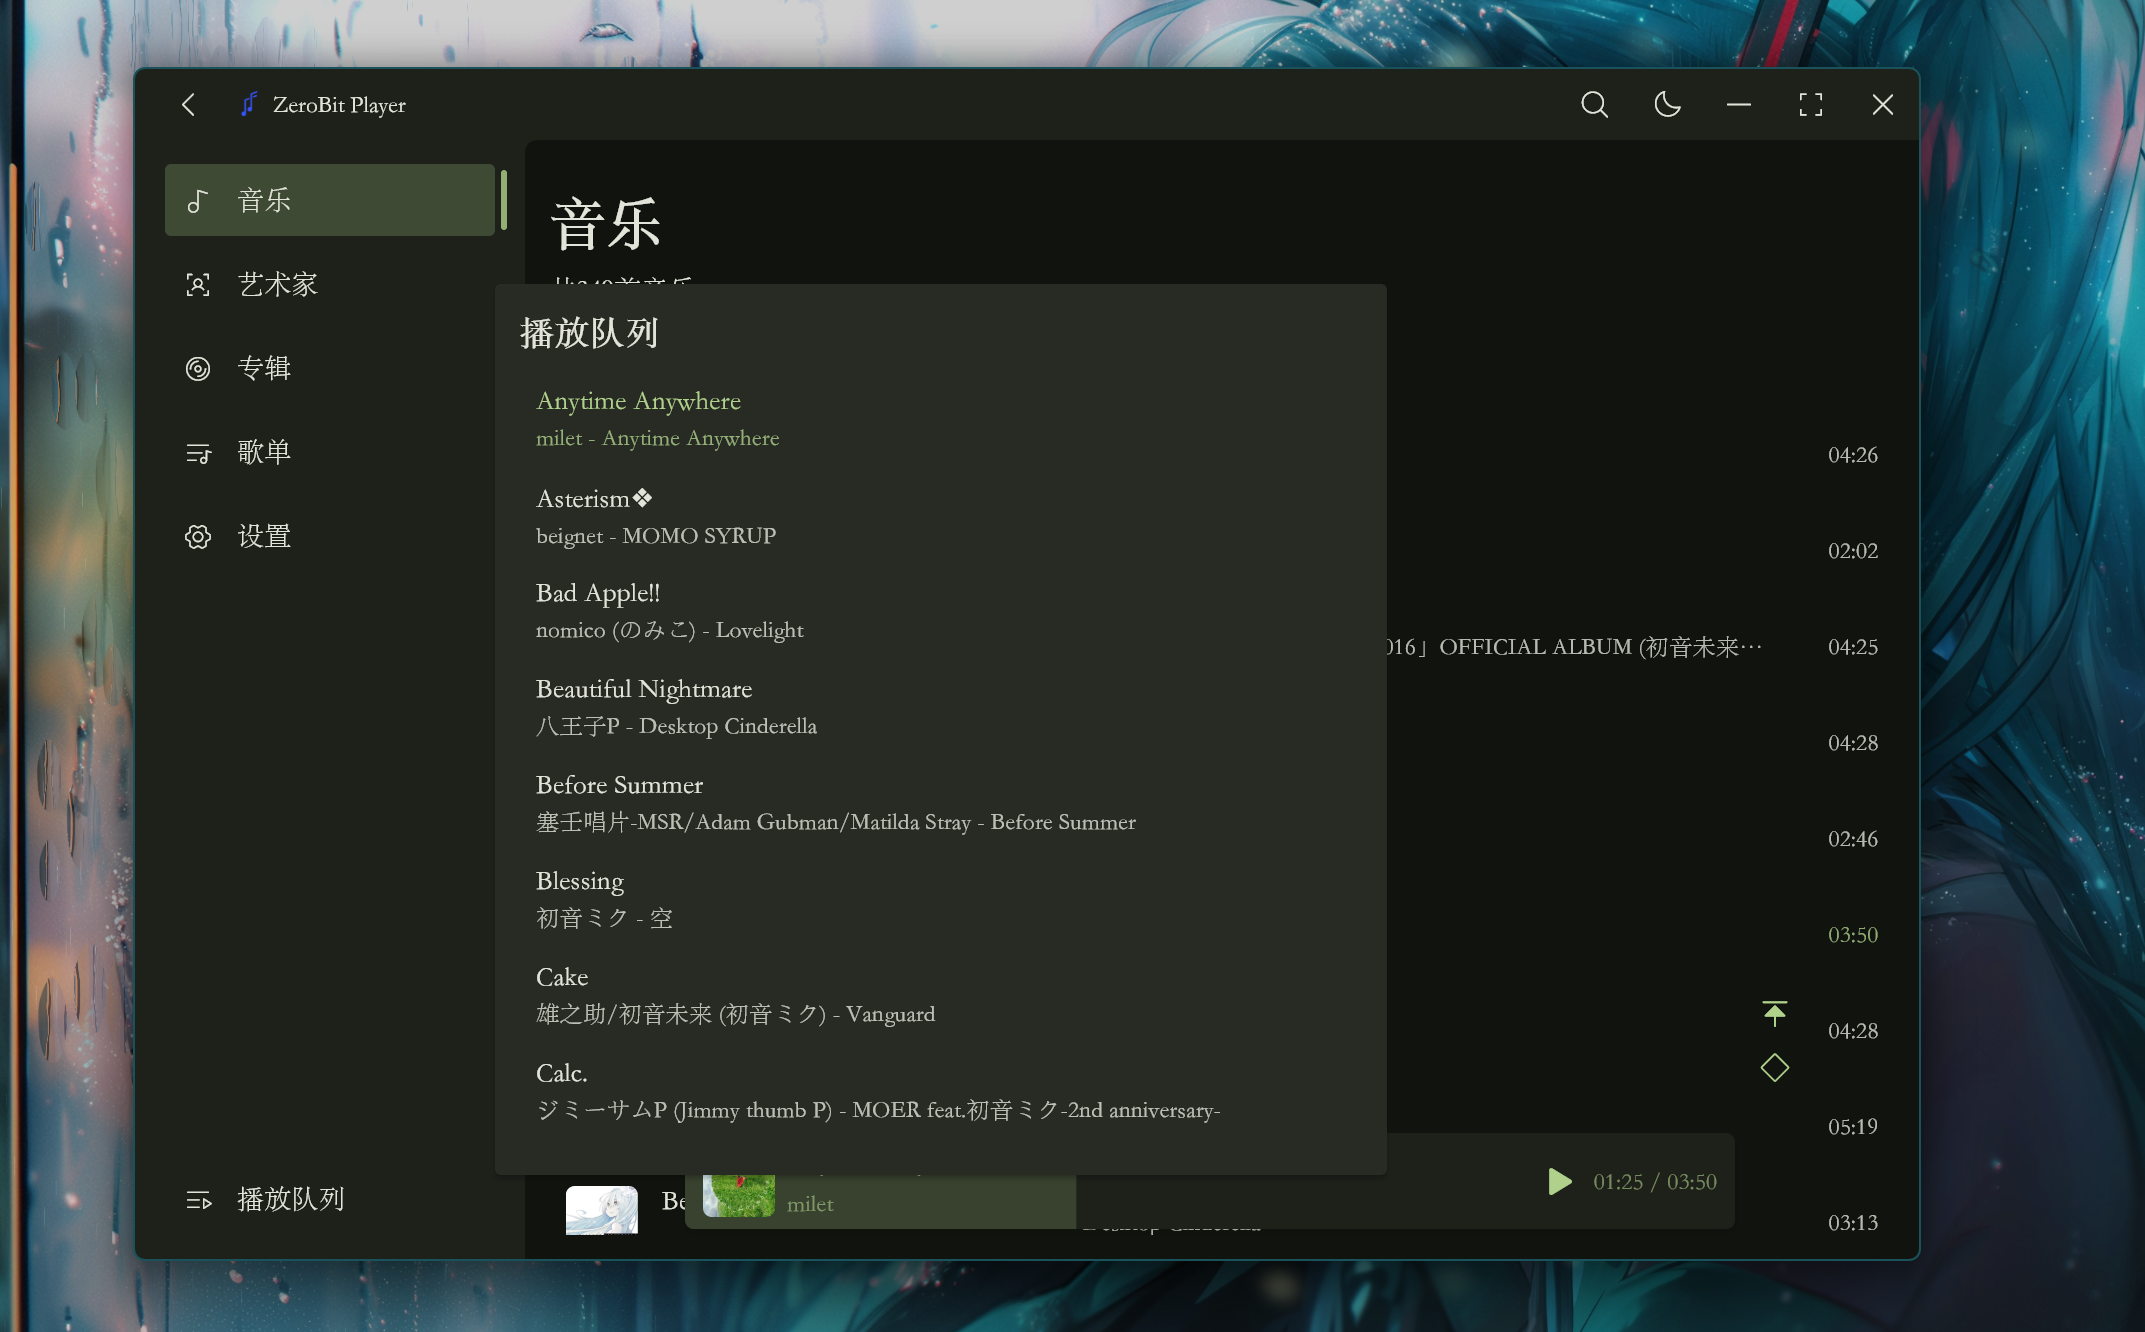 ZeroBit Player
音乐
艺术家
专辑
歌单
设置
播放队列
音乐
播放队列
Anytime Anywhere
milet - Anytime Anywhere
Asterism❖
beignet - MOMO SYRUP
Bad Apple!!
nomico (のみこ) - Lovelight
Beautiful Nightmare
八王子P - Desktop Cinderella
Before Summer
塞壬唱片-MSR/Adam Gubman/Matilda Stray - Before Summer
Blessing
初音ミク - 空
Cake
雄之助/初音未来 (初音ミク) - Vanguard
Calc.
ジミーサムP (Jimmy thumb P) - MOER feat.初音ミク-2nd anniversary-
04:26
02:02
016」OFFICIAL ALBUM (初音未来… 04:25
04:28
02:46
03:50
04:28
05:19
milet
01:25 / 03:50
03:13